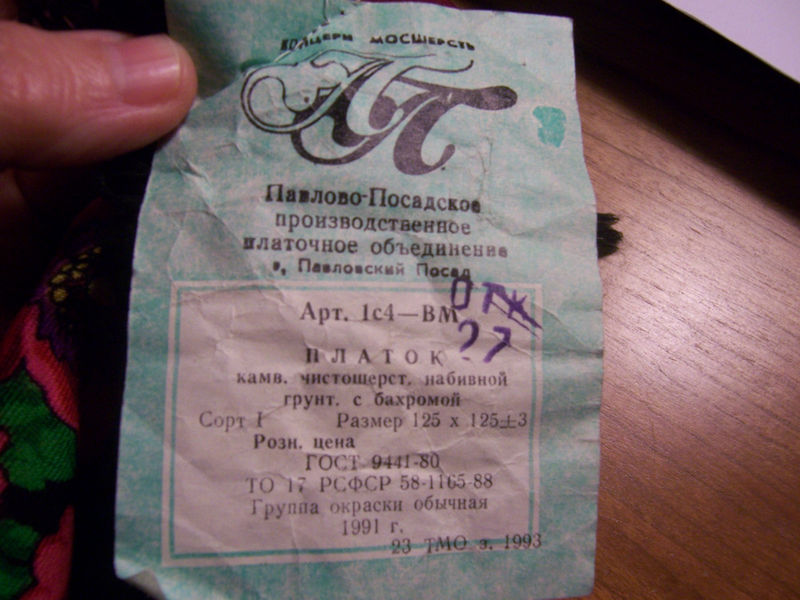 КОНЦЕРН МОСШЕРСТЬ
АП
Павлово-Посадское
производственное
платочное объединение
г. Павловский Посад
Арт. 1с4—ВМ
ОТК
27
ПЛАТОК
камв. чистошерст. набивной
грунт. с бахромой
Сорт I Размер 125 х 125±3
Розн. цена
ГОСТ 9441-80
ТО 17 РСФСР 58-1165-88
Группа окраски обычная
1991 г.
23 ТМО з. 1993